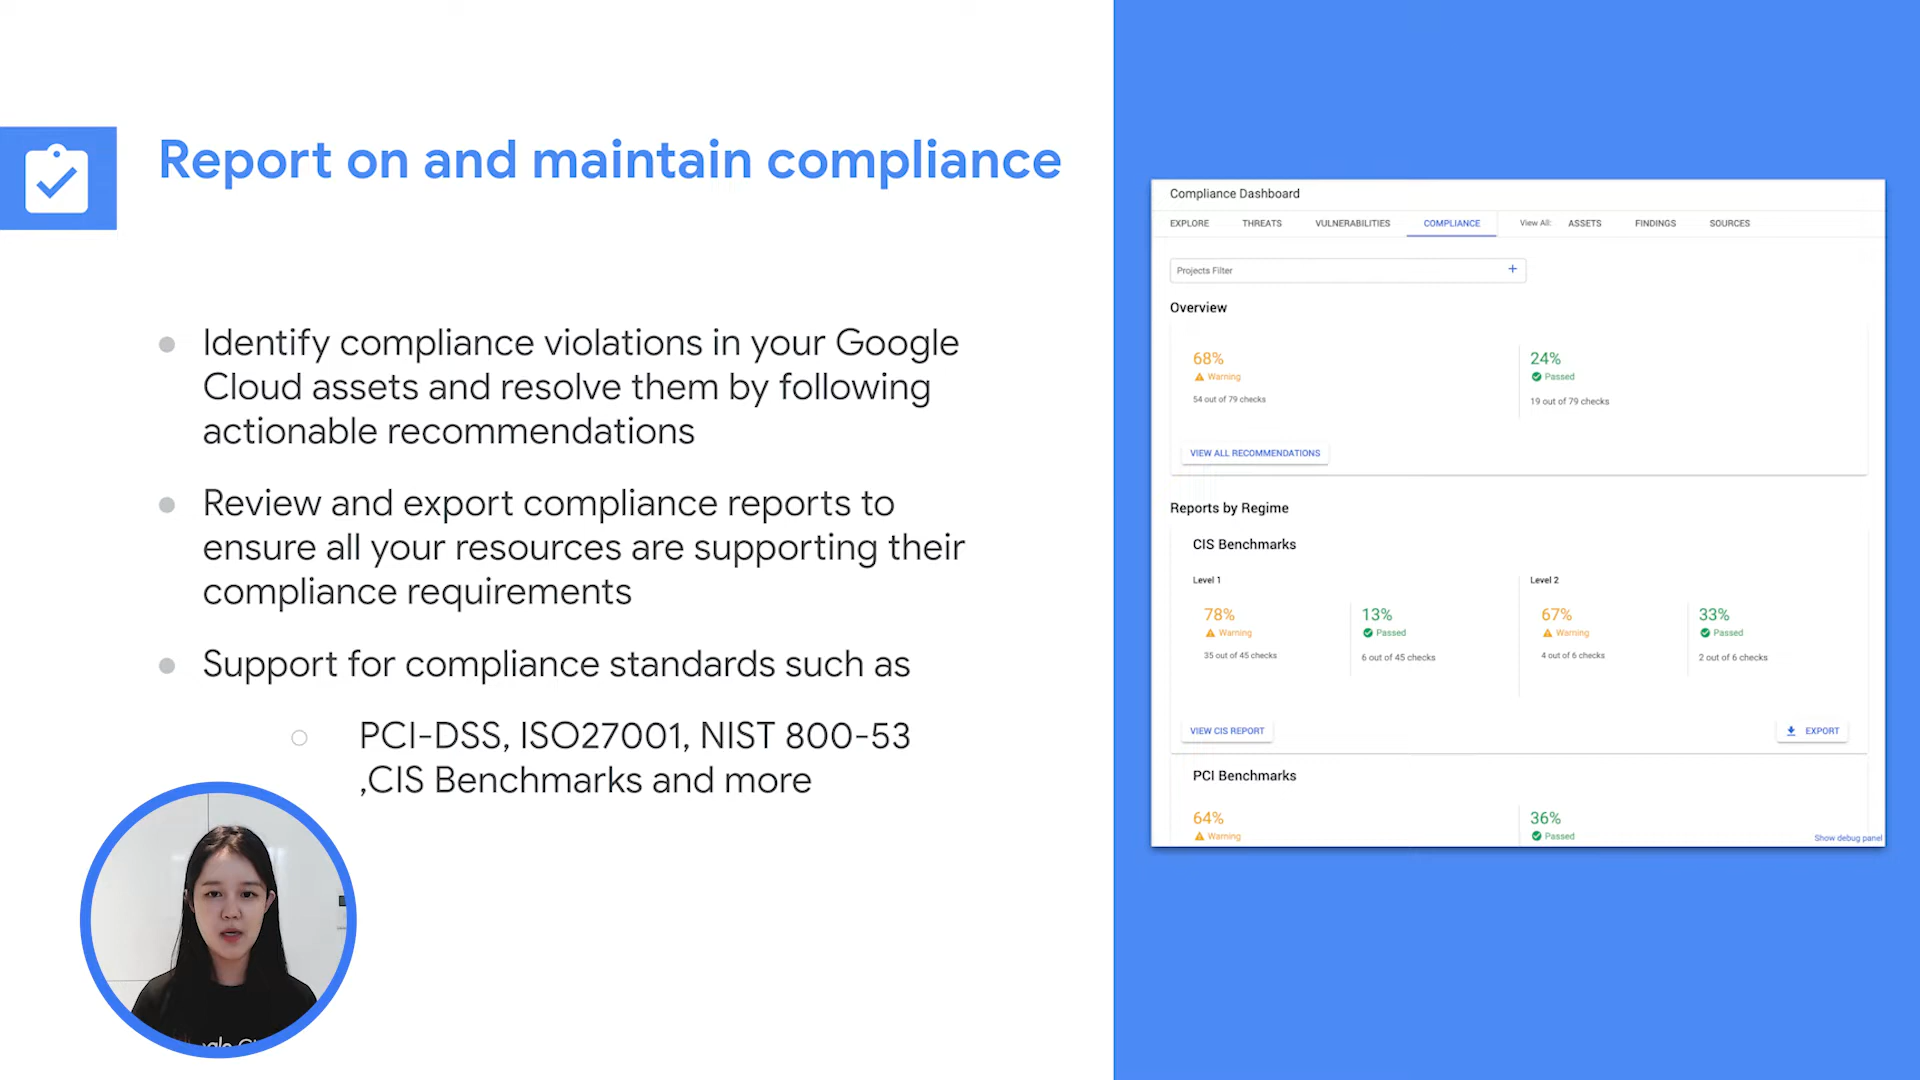 Report on and maintain compliance
Identify compliance violations in your Google
Cloud assets and resolve them by following
actionable recommendations
Review and export compliance reports to
ensure all your resources are supporting their
compliance requirements
Support for compliance standards such as
PCI-DSS, ISO27001, NIST 800-53
,CIS Benchmarks and more
Compliance Dashboard
EXPLORE THREATS VULNERABILITIES COMPLIANCE View All: ASSETS FINDINGS SOURCES
Projects Filter +
Overview
68% 24%
Warning Passed
54 out of 79 checks 19 out of 79 checks
VIEW ALL RECOMMENDATIONS
Reports by Regime
CIS Benchmarks
Level 1 Level 2
78% 13% 67% 33%
Warning Passed Warning Passed
35 out of 45 checks 6 out of 45 checks 4 out of 6 checks 2 out of 6 checks
VIEW CIS REPORT EXPORT
PCI Benchmarks
64% 36%
Warning Passed
Show debug panel